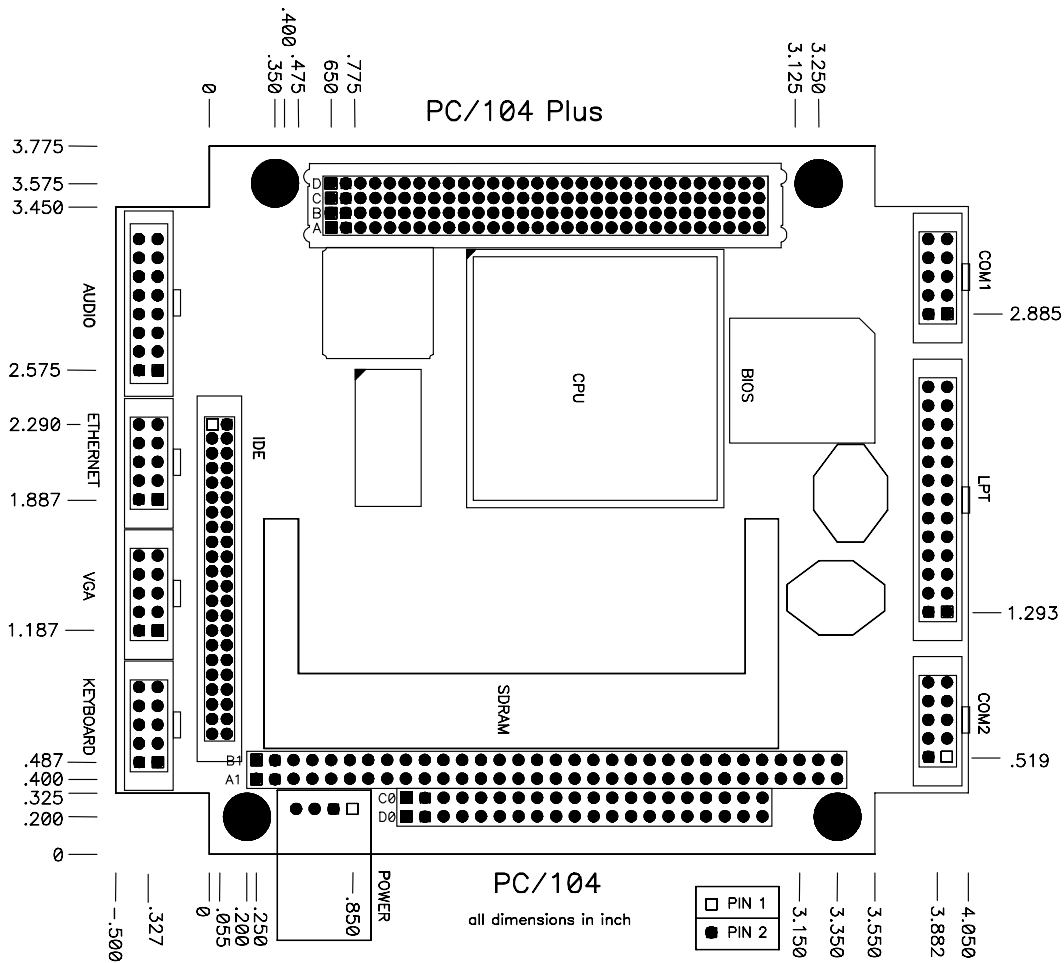 0
.350
.400
.475
650
.775
3.125
3.250
PC/104 Plus
3.775
3.575
3.450
D
C
B
A
AUDIO
COM1
2.885
2.575
CPU
BIOS
2.290
ETHERNET
IDE
1.887
LPT
VGA
1.187
1.293
KEYBOARD
SDRAM
COM2
.487
B1
.519
.400
A1
.325
C0
.200
D0
0
POWER
.850
PC/104
all dimensions in inch
PIN 1
PIN 2
-.500
.327
0
.055
.200
.250
3.150
3.350
3.550
3.882
4.050